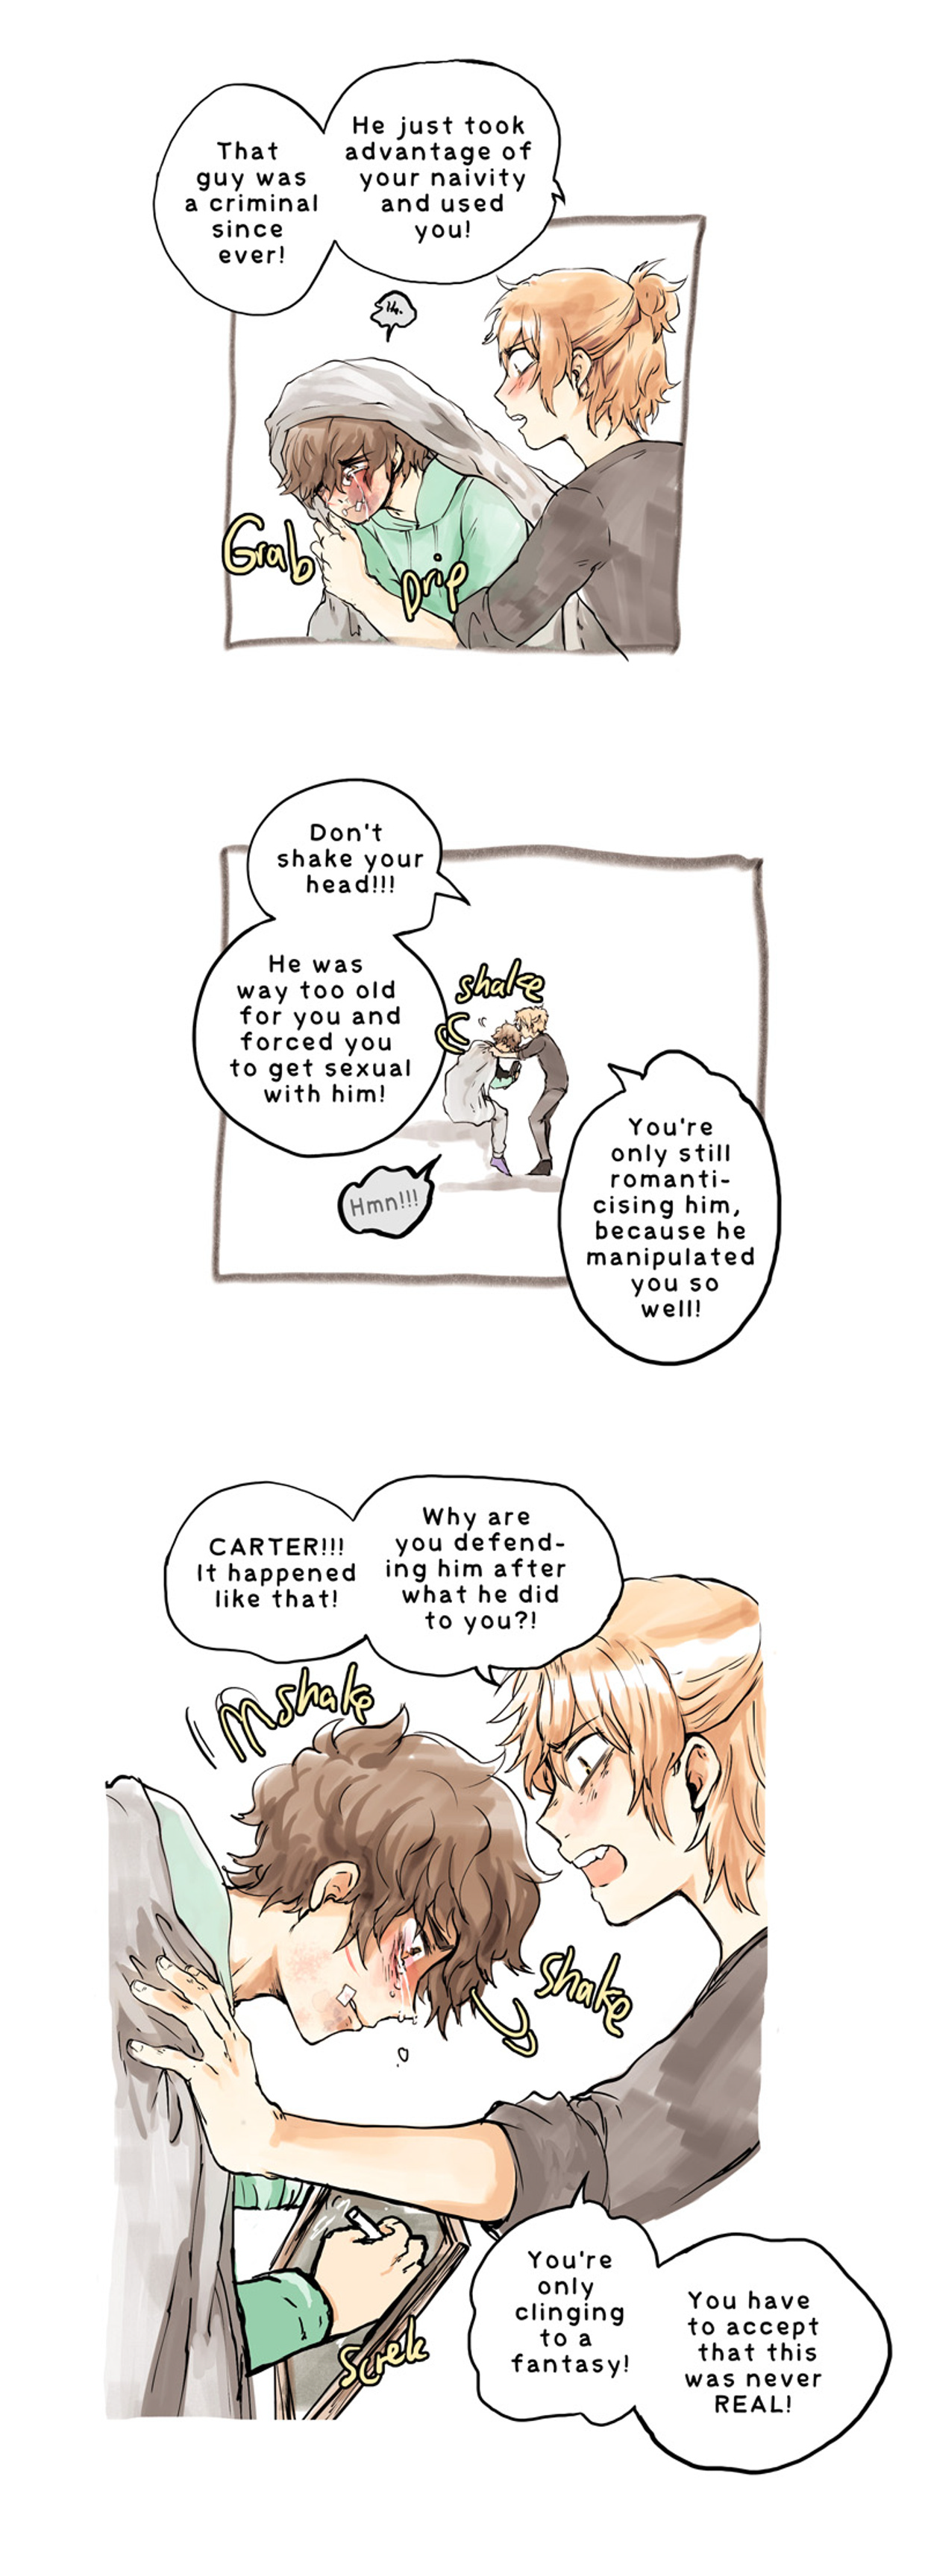 That
guy was
a criminal
since
ever!
He just took
advantage of
your naivity
and used
you!
Grab
Drip
Don't
shake your
head!!!
He was
way too old
for you and
forced you
to get sexual
with him!
shake
Hmn!!!
You're
only still
romanti-
cising him,
because he
manipulated
you so
well!
CARTER!!!
It happened
like that!
Why are
you defend-
ing him after
what he did
to you?!
shake
shake
You're
only
clinging
to a
fantasy!
You have
to accept
that this
was never
REAL!
Screk